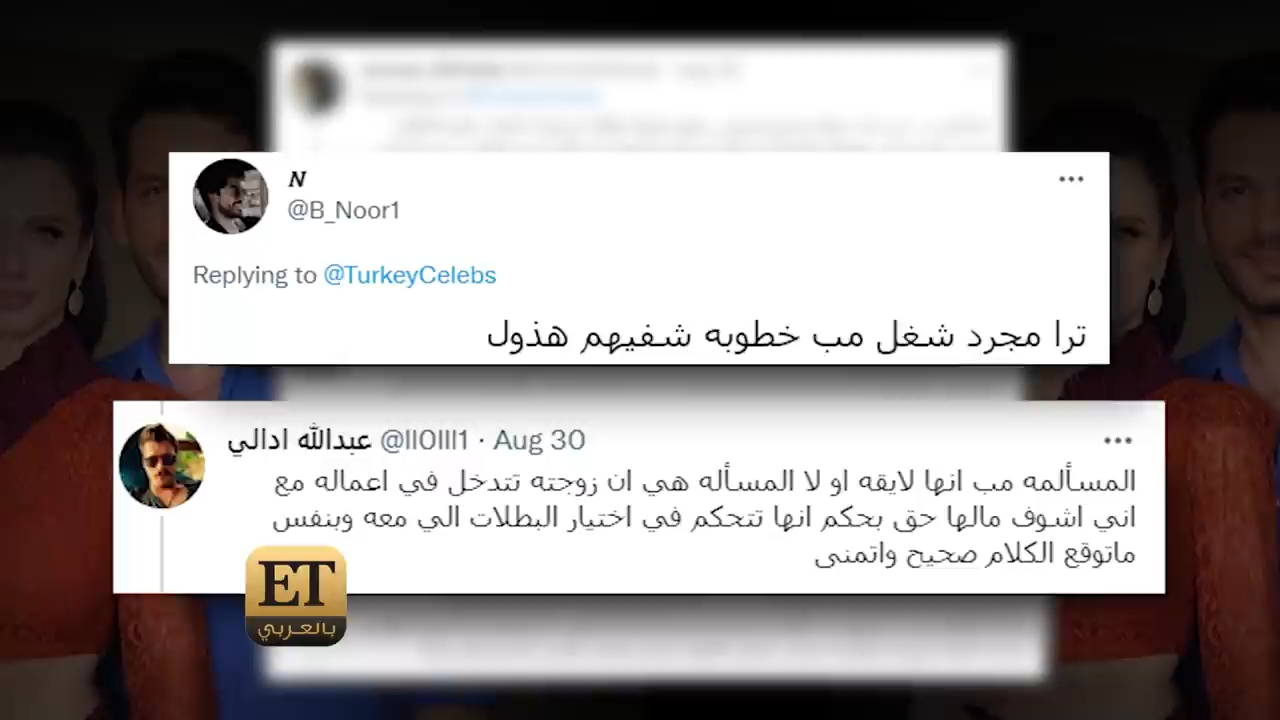 N
@B_Noor1
Replying to @TurkeyCelebs
ترا مجرد شغل مب خطوبه شفيهم هذول
عبدالله ادالي @II0III1 · Aug 30
المسألمه مب انها لايقه او لا المسأله هي ان زوجته تتدخل في اعماله مع
اني اشوف مالها حق بحكم انها تتحكم في اختيار البطلات الي معه وبنفس
ماتوقع الكلام صحيح واتمنى
ET
بالعربي